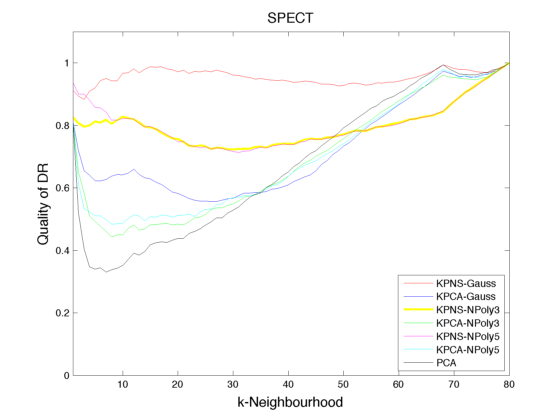 SPECT
1
0.8
0.6
0.4
0.2
0
Quality of DR
10 20 30 40 50 60 70 80
k-Neighbourhood
KPNS-Gauss
KPCA-Gauss
KPNS-NPoly3
KPCA-NPoly3
KPNS-NPoly5
KPCA-NPoly5
PCA